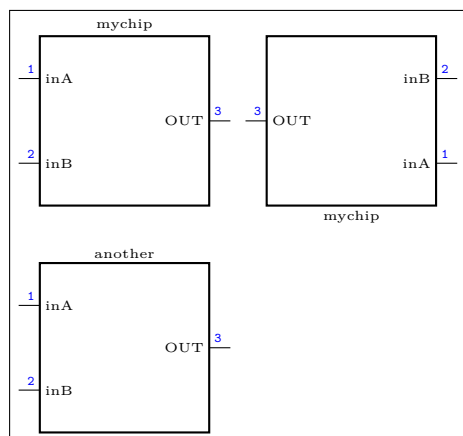 mychip
1 inA
2 inB
OUT 3
3 OUT
inB 2
inA 1
mychip
another
1 inA
2 inB
OUT 3